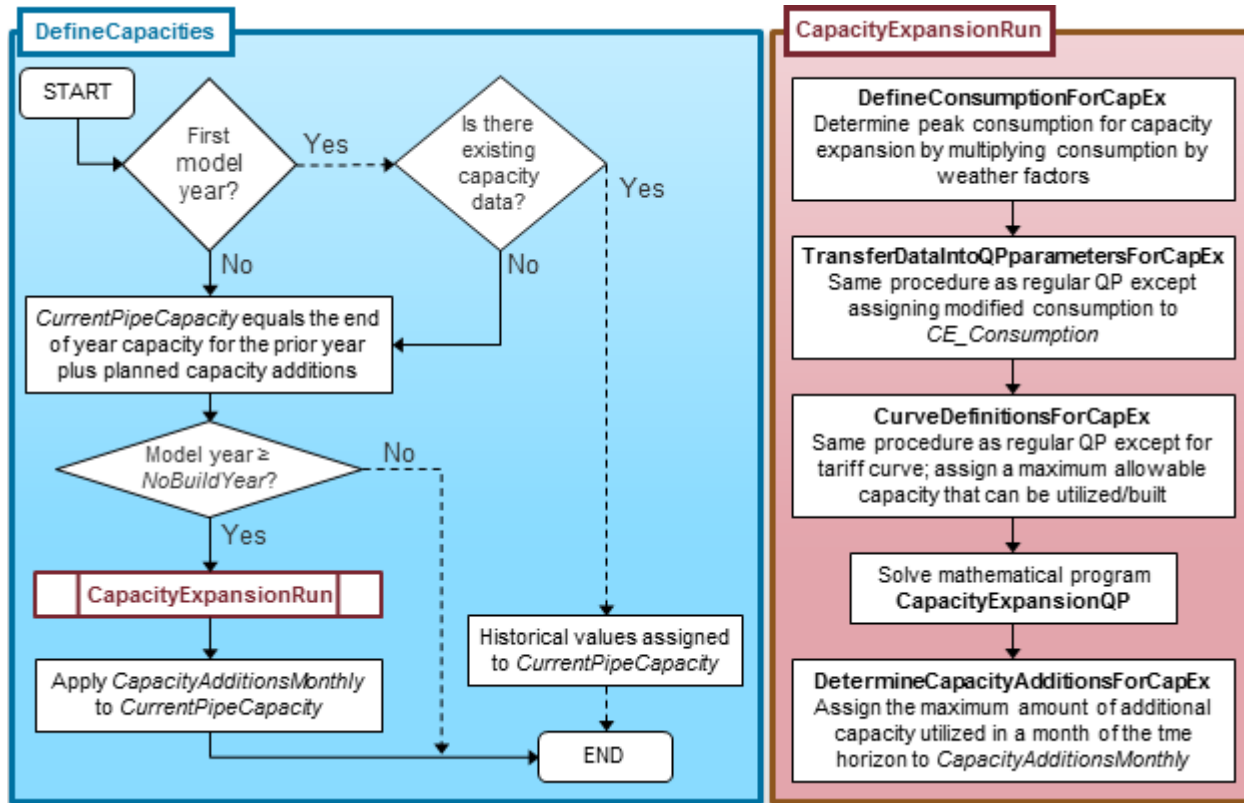 DefineCapacities
START
First
model
year?
Yes
Is there
existing
capacity
data?
Yes
No
No
CurrentPipeCapacity equals the end
of year capacity for the prior year
plus planned capacity additions
Model year ≥
NoBuildYear?
No
Yes
CapacityExpansionRun
Apply CapacityAdditionsMonthly
to CurrentPipeCapacity
Historical values assigned
to CurrentPipeCapacity
END
CapacityExpansionRun
DefineConsumptionForCapEx
Determine peak consumption for capacity
expansion by multiplying consumption by
weather factors
TransferDataIntoQPparametersForCapEx
Same procedure as regular QP except
assigning modified consumption to
CE_Consumption
CurveDefinitionsForCapEx
Same procedure as regular QP except for
tariff curve; assign a maximum allowable
capacity that can be utilized/built
Solve mathematical program
CapacityExpansionQP
DetermineCapacityAdditionsForCapEx
Assign the maximum amount of additional
capacity utilized in a month of the tme
horizon to CapacityAdditionsMonthly